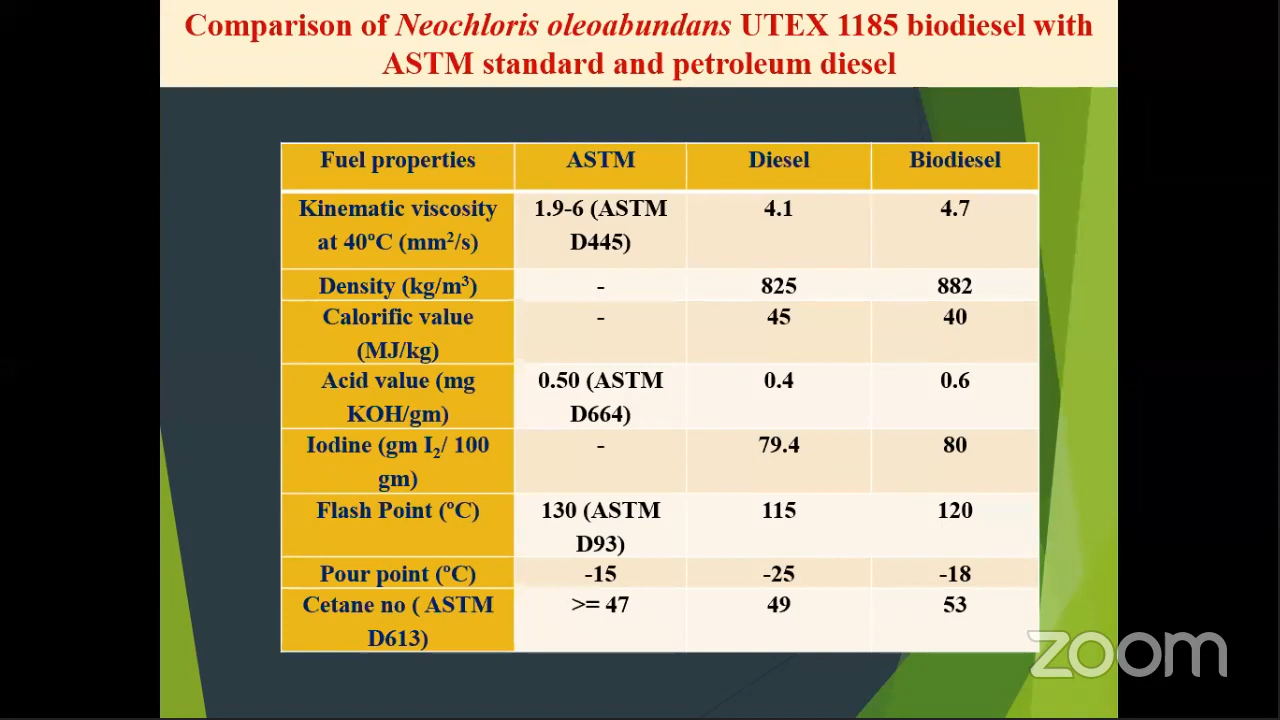 Comparison of Neochloris oleoabundans UTEX 1185 biodiesel with
ASTM standard and petroleum diesel
Fuel properties ASTM Diesel Biodiesel
Kinematic viscosity 1.9-6 (ASTM 4.1 4.7
at 40ºC (mm²/s) D445)
Density (kg/m³) - 825 882
Calorific value - 45 40
(MJ/kg)
Acid value (mg 0.50 (ASTM 0.4 0.6
KOH/gm) D664)
Iodine (gm I₂/ 100 - 79.4 80
gm)
Flash Point (ºC) 130 (ASTM 115 120
D93)
Pour point (ºC) -15 -25 -18
Cetane no ( ASTM >= 47 49 53
D613)
zoom